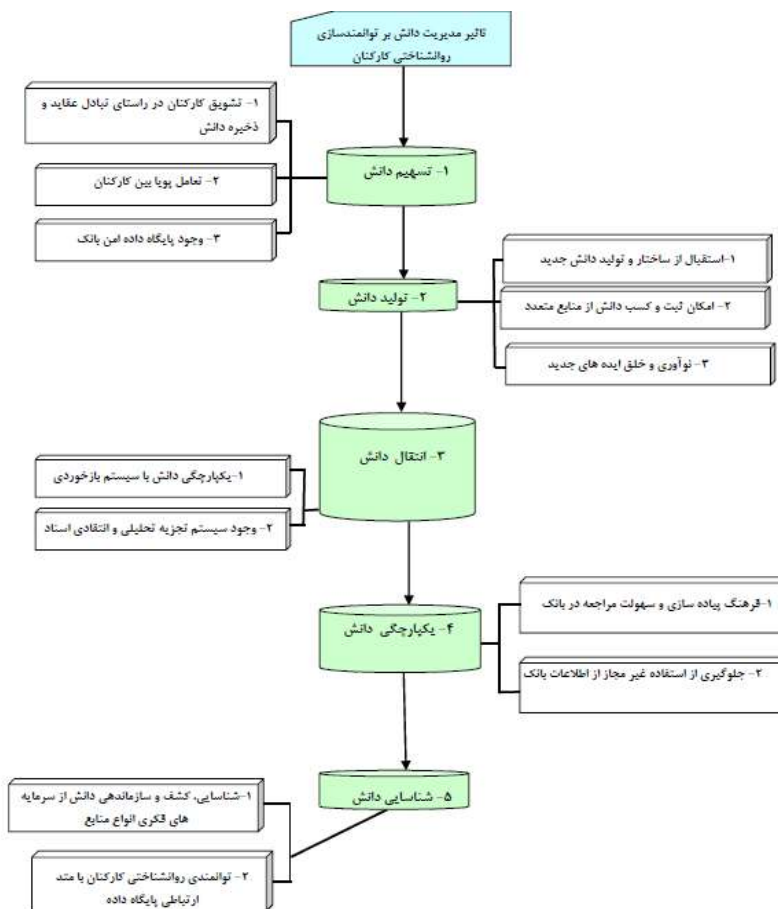 تاثیر مدیریت دانش بر توانمندسازی
روانشناختی کارکنان
۱- تشویق کارکنان در راستای تبادل عقاید و
ذخیره دانش
۱- تسهیم دانش
۲- تعامل پویا بین کارکنان
۳- وجود پایگاه داده امن بانک
۱-استقبال از ساختار و تولید دانش جدید
۲- تولید دانش
۲- امکان ثبت و کسب دانش از منابع متعدد
۳- نوآوری و خلق ایده های جدید
۳- انتقال دانش
۱-یکپارچگی دانش با سیستم بازخوردی
۲- وجود سیستم تجزیه تحلیلی و انتقادی اسناد
۱-فرهنگ پیاده سازی و سهولت مراجعه در بانک
۴- یکپارچگی دانش
۲- جلوگیری از استفاده غیر مجاز از اطلاعات بانک
۵- شناسایی دانش
۱-شناسایی، کشف و سازماندهی دانش از سرمایه
های فکری انواع منابع
۲- توانمندی روانشناختی کارکنان با متد
ارتباطی پایگاه داده